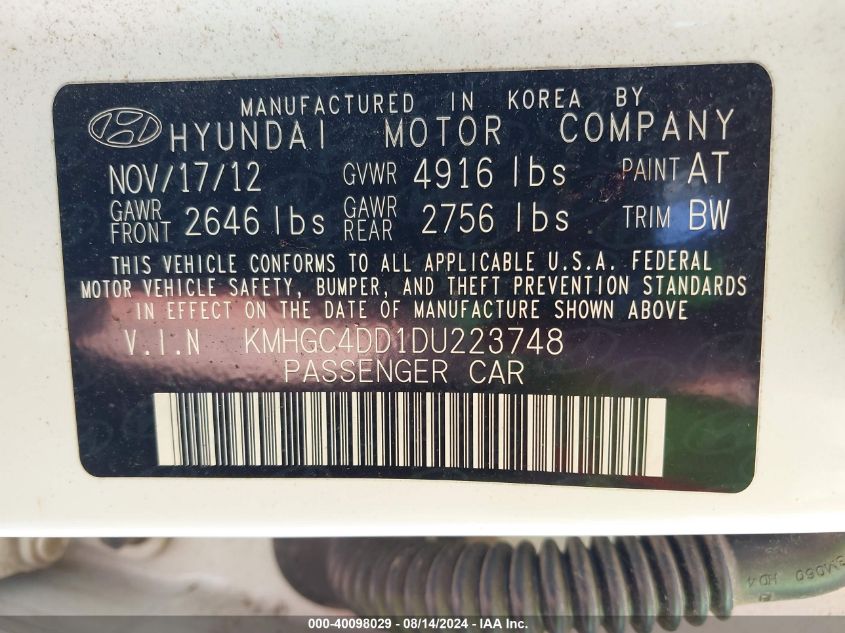 MANUFACTURED IN KOREA BY
HYUNDAI MOTOR COMPANY
NOV/17/12 GVWR 4916 lbs PAINT AT
GAWR FRONT 2646 lbs GAWR REAR 2756 lbs TRIM BW
THIS VEHICLE CONFORMS TO ALL APPLICABLE U.S.A. FEDERAL
MOTOR VEHICLE SAFETY, BUMPER, AND THEFT PREVENTION STANDARDS
IN EFFECT ON THE DATE OF MANUFACTURE SHOWN ABOVE
V.I.N KMHGC4DD1DU223748
PASSENGER CAR
HD4
000-40098029 - 08/14/2024 - IAA Inc.